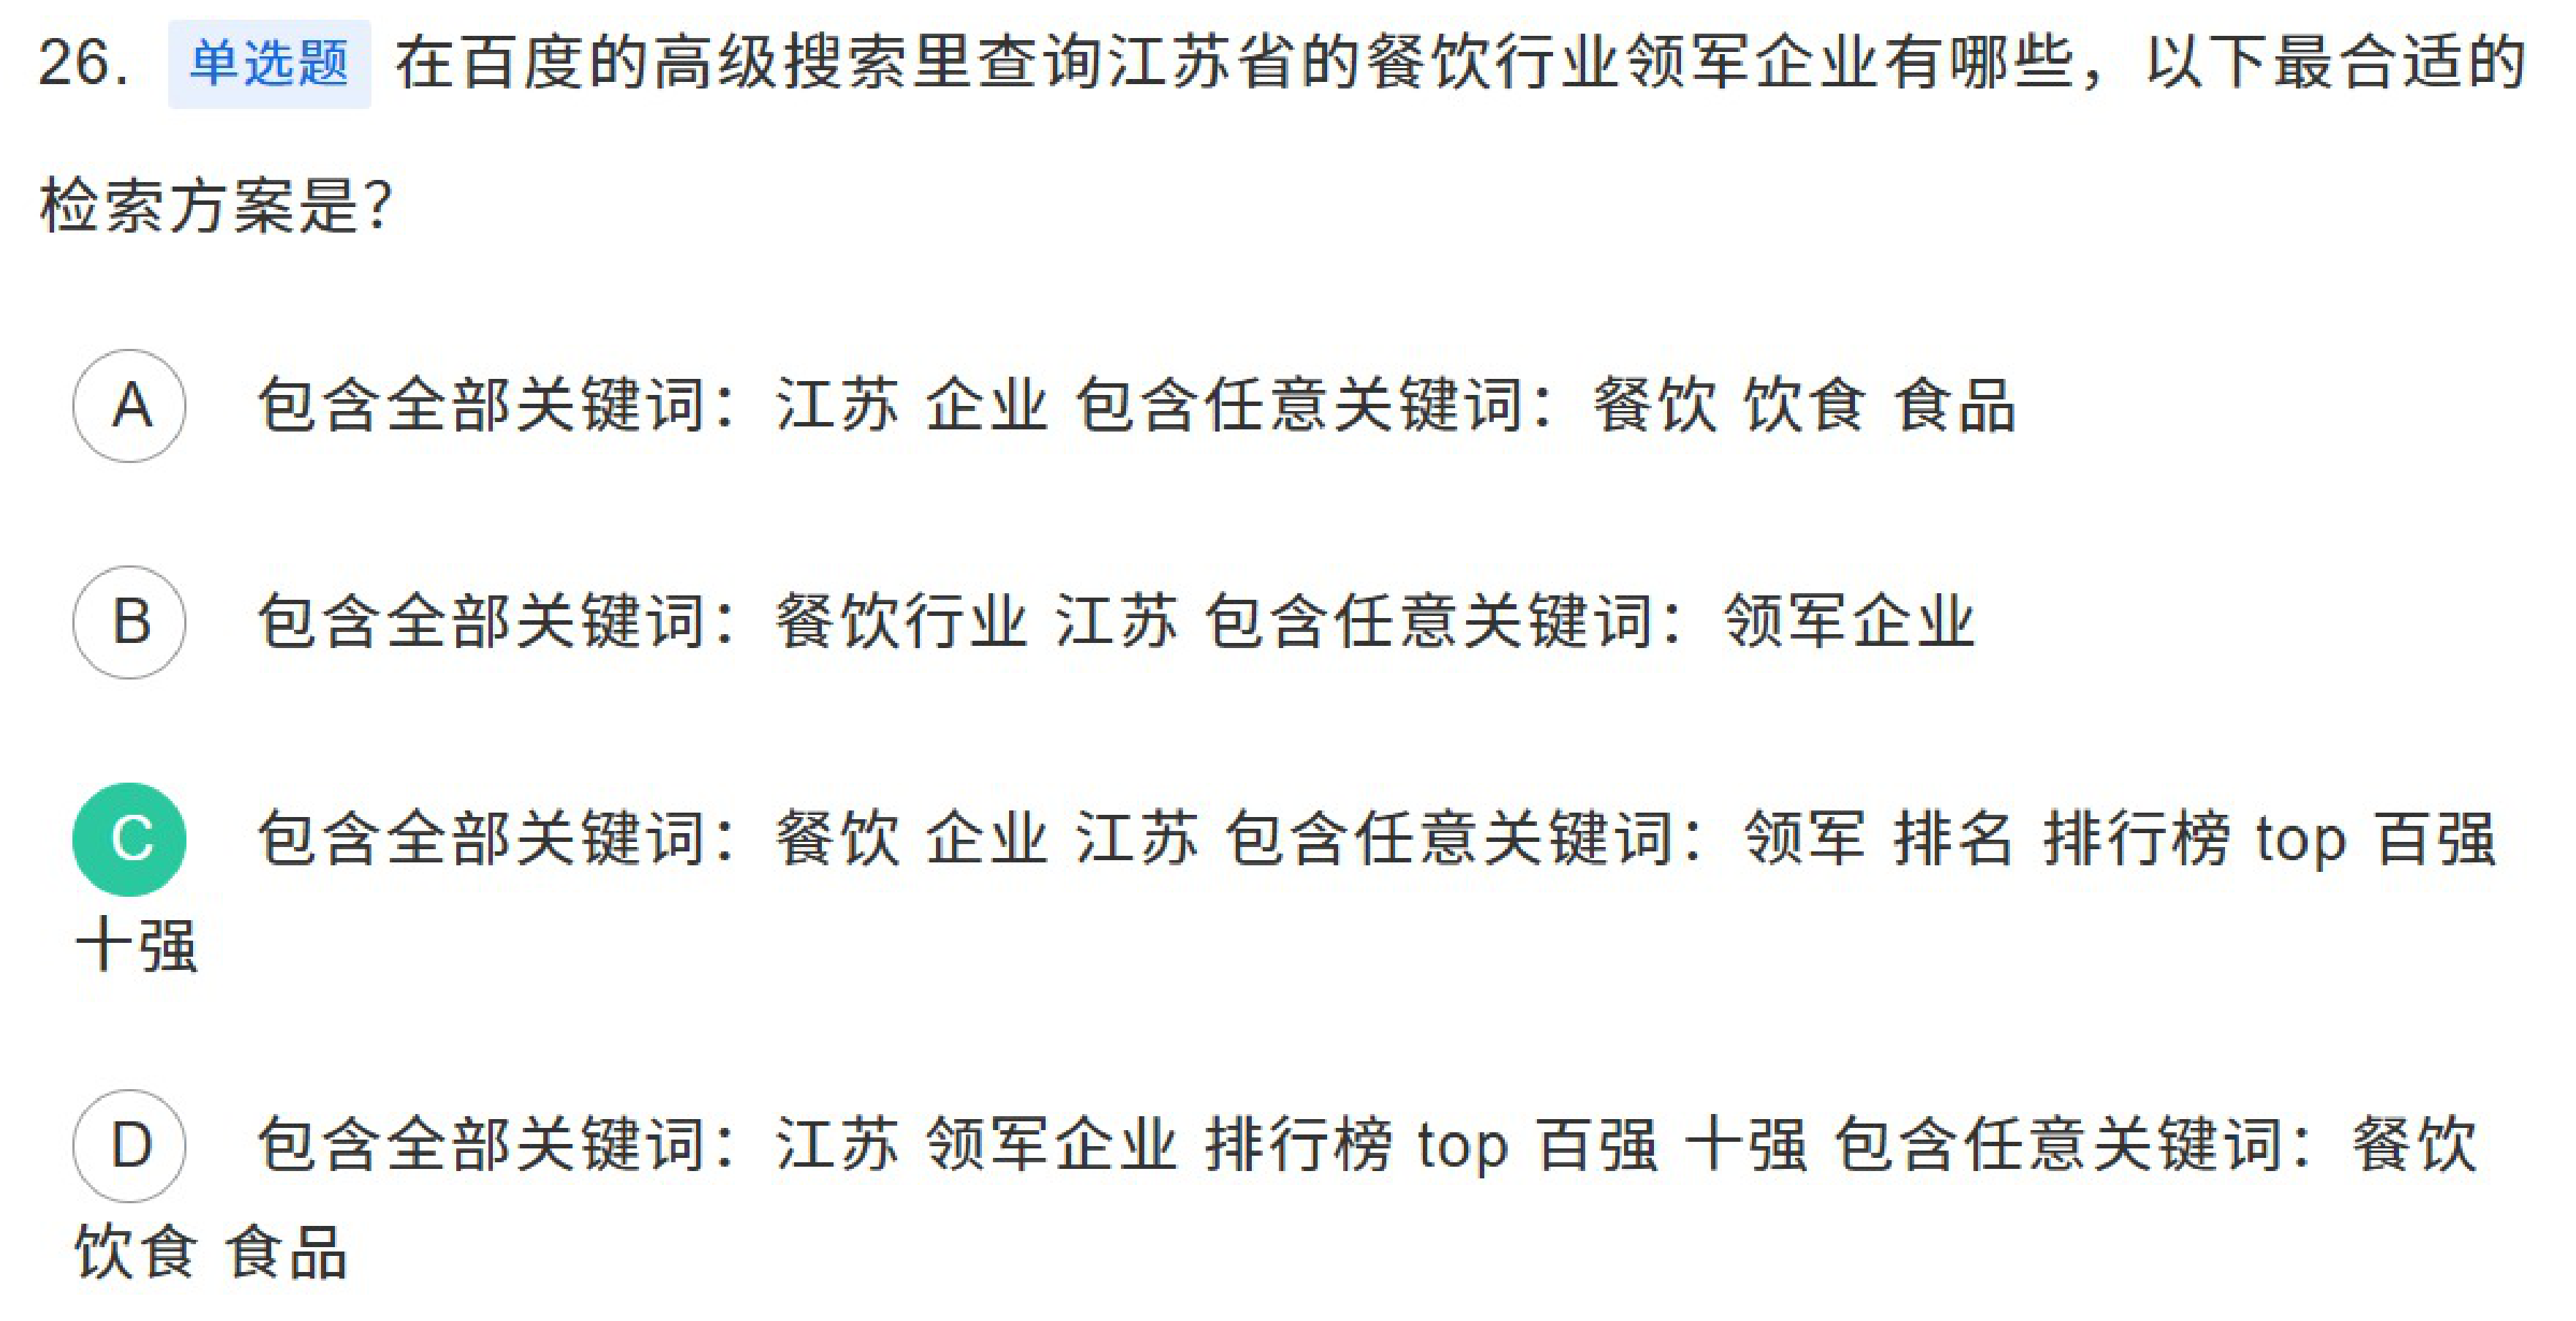 26. 单选题 在百度的高级搜索里查询江苏省的餐饮行业领军企业有哪些，以下最合适的
检索方案是？
A 包含全部关键词：江苏 企业 包含任意关键词：餐饮 饮食 食品
B 包含全部关键词：餐饮行业 江苏 包含任意关键词：领军企业
C 包含全部关键词：餐饮 企业 江苏 包含任意关键词：领军 排名 排行榜 top 百强
十强
D 包含全部关键词：江苏 领军企业 排行榜 top 百强 十强 包含任意关键词：餐饮
饮食 食品